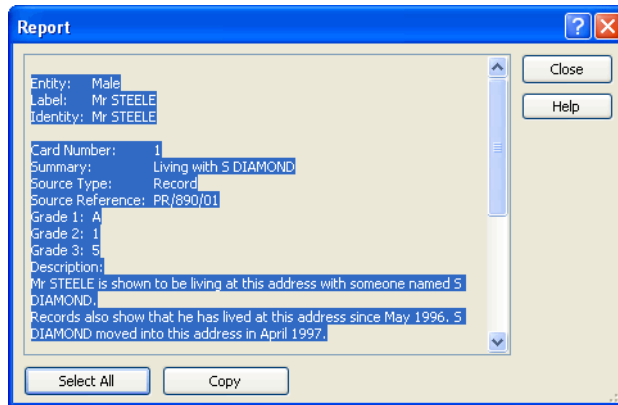 Report
Entity: Male
Label: Mr STEELE
Identity: Mr STEELE
Card Number: 1
Summary: Living with S DIAMOND
Source Type: Record
Source Reference: PR/890/01
Grade 1: A
Grade 2: 1
Grade 3: 5
Description:
Mr STEELE is shown to be living at this address with someone named S
DIAMOND.
Records also show that he has lived at this address since May 1996. S
DIAMOND moved into this address in April 1997.
Close
Help
Select All
Copy